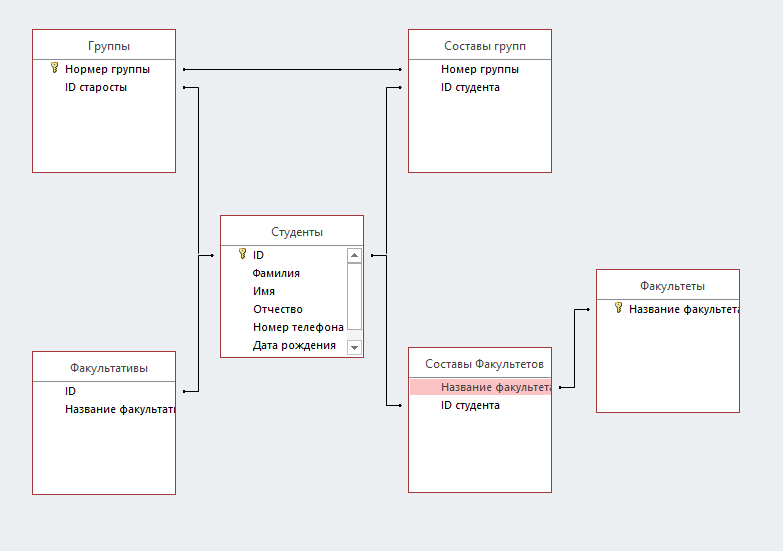 Группы
Нормер группы
ID старосты
Составы групп
Номер группы
ID студента
Студенты
ID
Фамилия
Имя
Отчество
Номер телефона
Дата рождения
Факультеты
Название факультета
Факультативы
ID
Название факультати
Составы Факультетов
Название факультета
ID студента